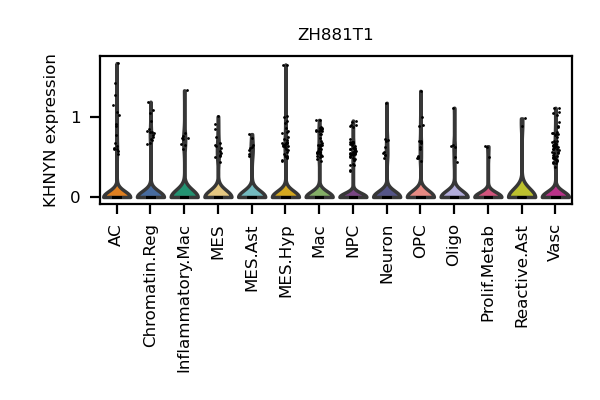 ZH881T1
KHNYN expression
1
0
AC
Chromatin.Reg
Inflammatory.Mac
MES
MES.Ast
MES.Hyp
Mac
NPC
Neuron
OPC
Oligo
Prolif.Metab
Reactive.Ast
Vasc